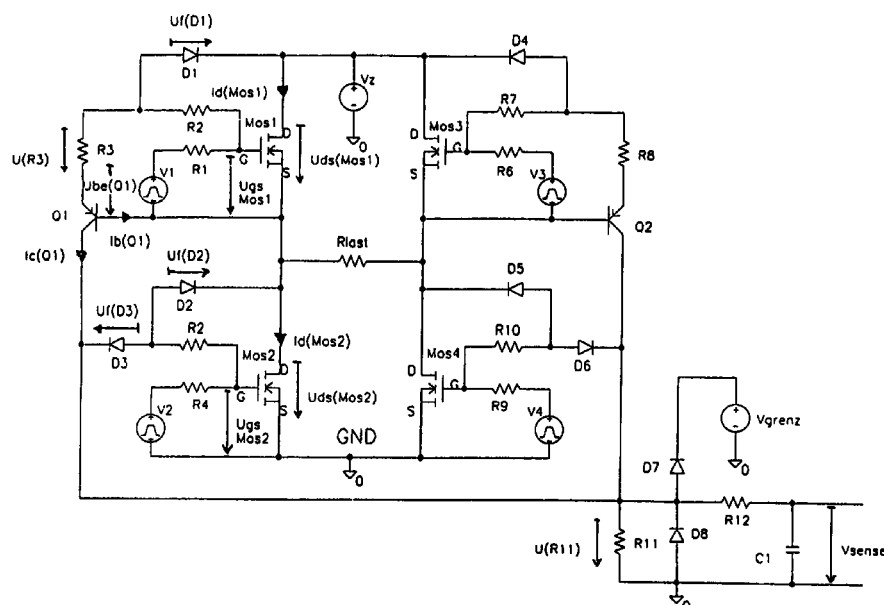 Uf(D1)
D1
D4
Id(Mos1)
Vz
0
R2
R7
Mos1
D
Mos3
D
U(R3)
R3
R8
G
Uds(Mos1)
G
R1
V1
Ugs
Mos1
S
R6
V3
S
Ube(Q1)
Q1
Ib(Q1)
Q2
Ic(Q1)
Uf(D2)
Rlast
D5
D2
Uf(D3)
R2
Id(Mos2)
R10
D3
Mos2
D
Mos4
D
D6
G
G
V2
R4
Uds(Mos2)
R9
V4
S
S
Ugs
Mos2
GND
0
Vgrenz
0
D7
R12
U(R11)
R11
D8
C1
Vsense
0